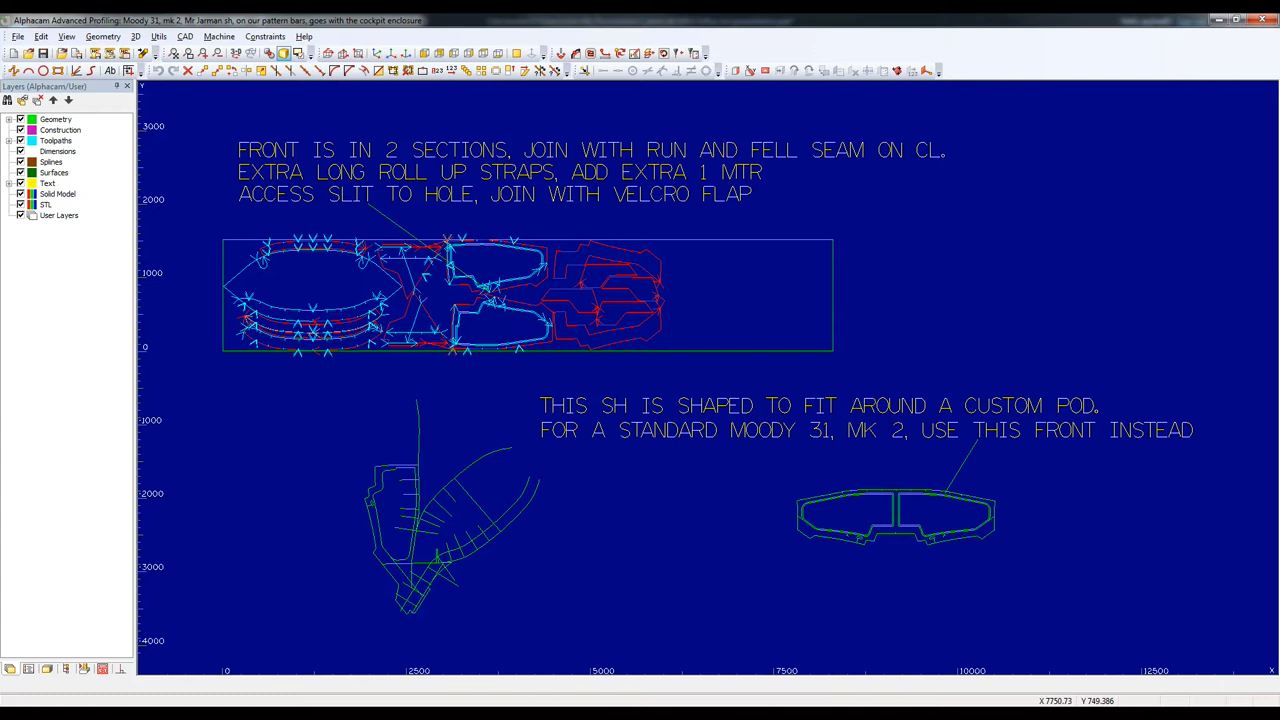 Alphacam Advanced Profiling: Moody 31, mk 2, Mr Jarman sh, on our pattern bars, goes with the cockpit enclosure
File Edit View Geometry 3D Utils CAD Machine Constraints Help
Layers (Alphacam/User)
Geometry
Construction
Toolpaths
Dimensions
Splines
Surfaces
Text
Solid Model
STL
User Layers
Y
3000
2000
1000
0
-1000
-2000
-3000
-4000
FRONT IS IN 2 SECTIONS, JOIN WITH RUN AND FELL SEAM ON CL.
EXTRA LONG ROLL UP STRAPS, ADD EXTRA 1 MTR
ACCESS SLIT TO HOLE, JOIN WITH VELCRO FLAP
THIS SH IS SHAPED TO FIT AROUND A CUSTOM POD.
FOR A STANDARD MOODY 31, MK 2, USE THIS FRONT INSTEAD
0 2500 5000 7500 10000 12500 X
X 7750.73 Y 749.386